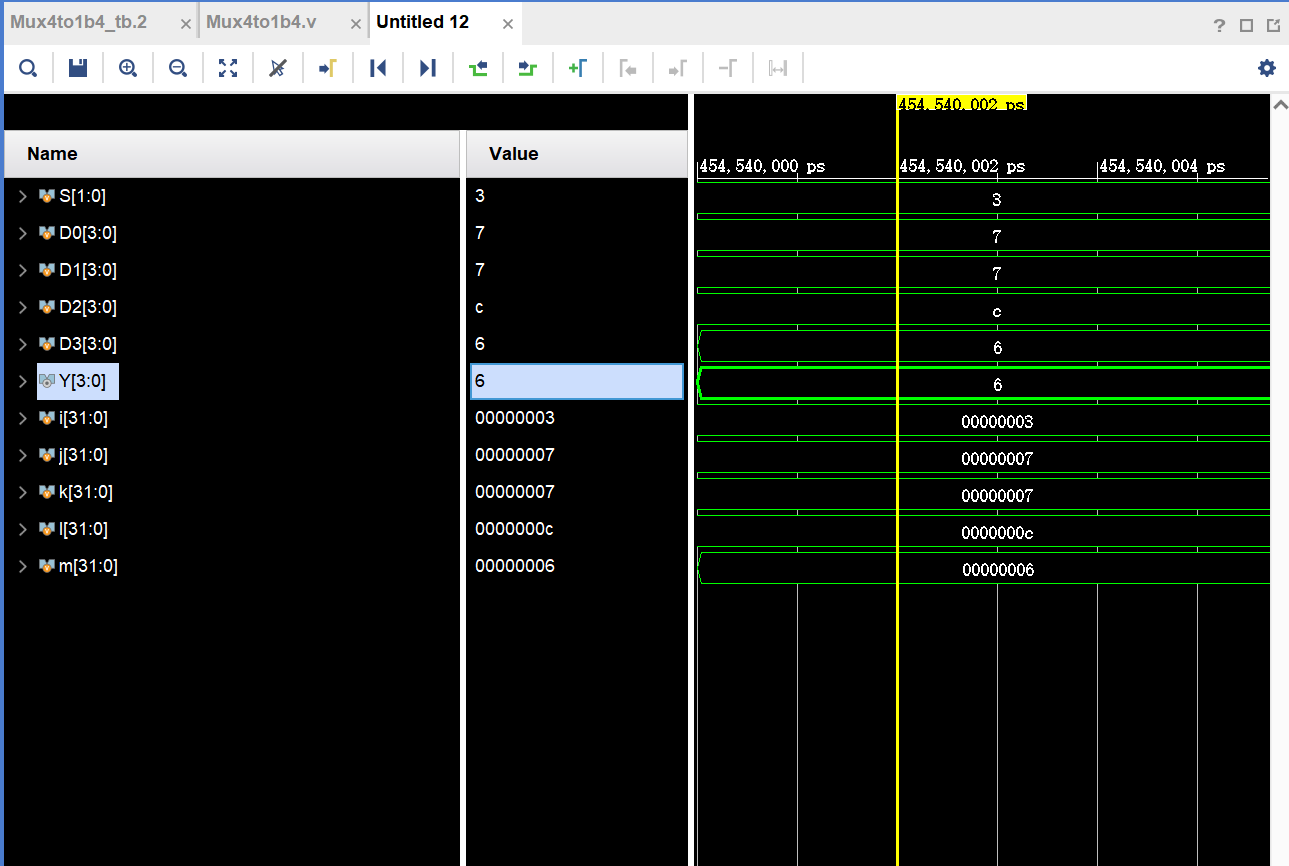 Mux4to1b4_tb.2 × Mux4to1b4.v × Untitled 12 × ?
454,540,002 ps
Name Value
454,540,000 ps 454,540,002 ps 454,540,004 ps
S[1:0] 3 3
D0[3:0] 7 7
D1[3:0] 7 7
D2[3:0] c c
D3[3:0] 6 6
Y[3:0] 6 6
i[31:0] 00000003 00000003
j[31:0] 00000007 00000007
k[31:0] 00000007 00000007
l[31:0] 0000000c 0000000c
m[31:0] 00000006 00000006